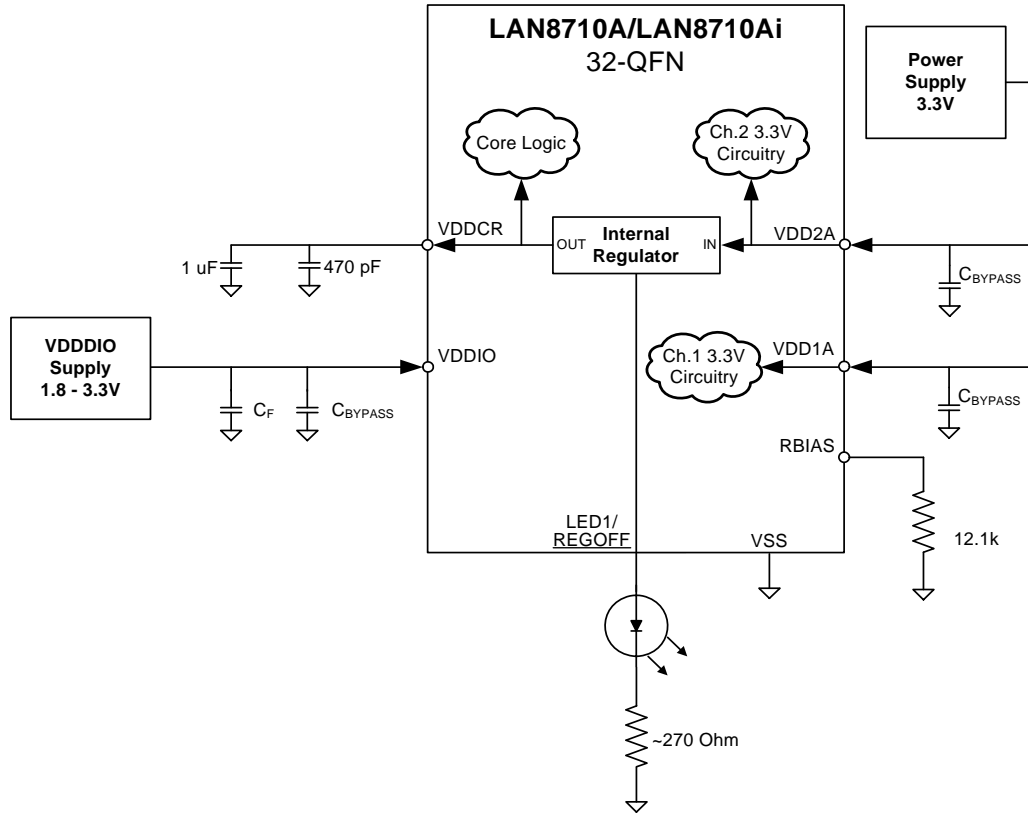 LAN8710A/LAN8710Ai
32-QFN
Power
Supply
3.3V
Core Logic
Ch.2 3.3V
Circuitry
VDDCR
OUT
Internal
Regulator
IN
VDD2A
1 uF
470 pF
CBYPASS
VDDDIO
Supply
1.8 - 3.3V
VDDIO
Ch.1 3.3V
Circuitry
VDD1A
CF
CBYPASS
CBYPASS
RBIAS
12.1k
LED1/
REGOFF
VSS
~270 Ohm